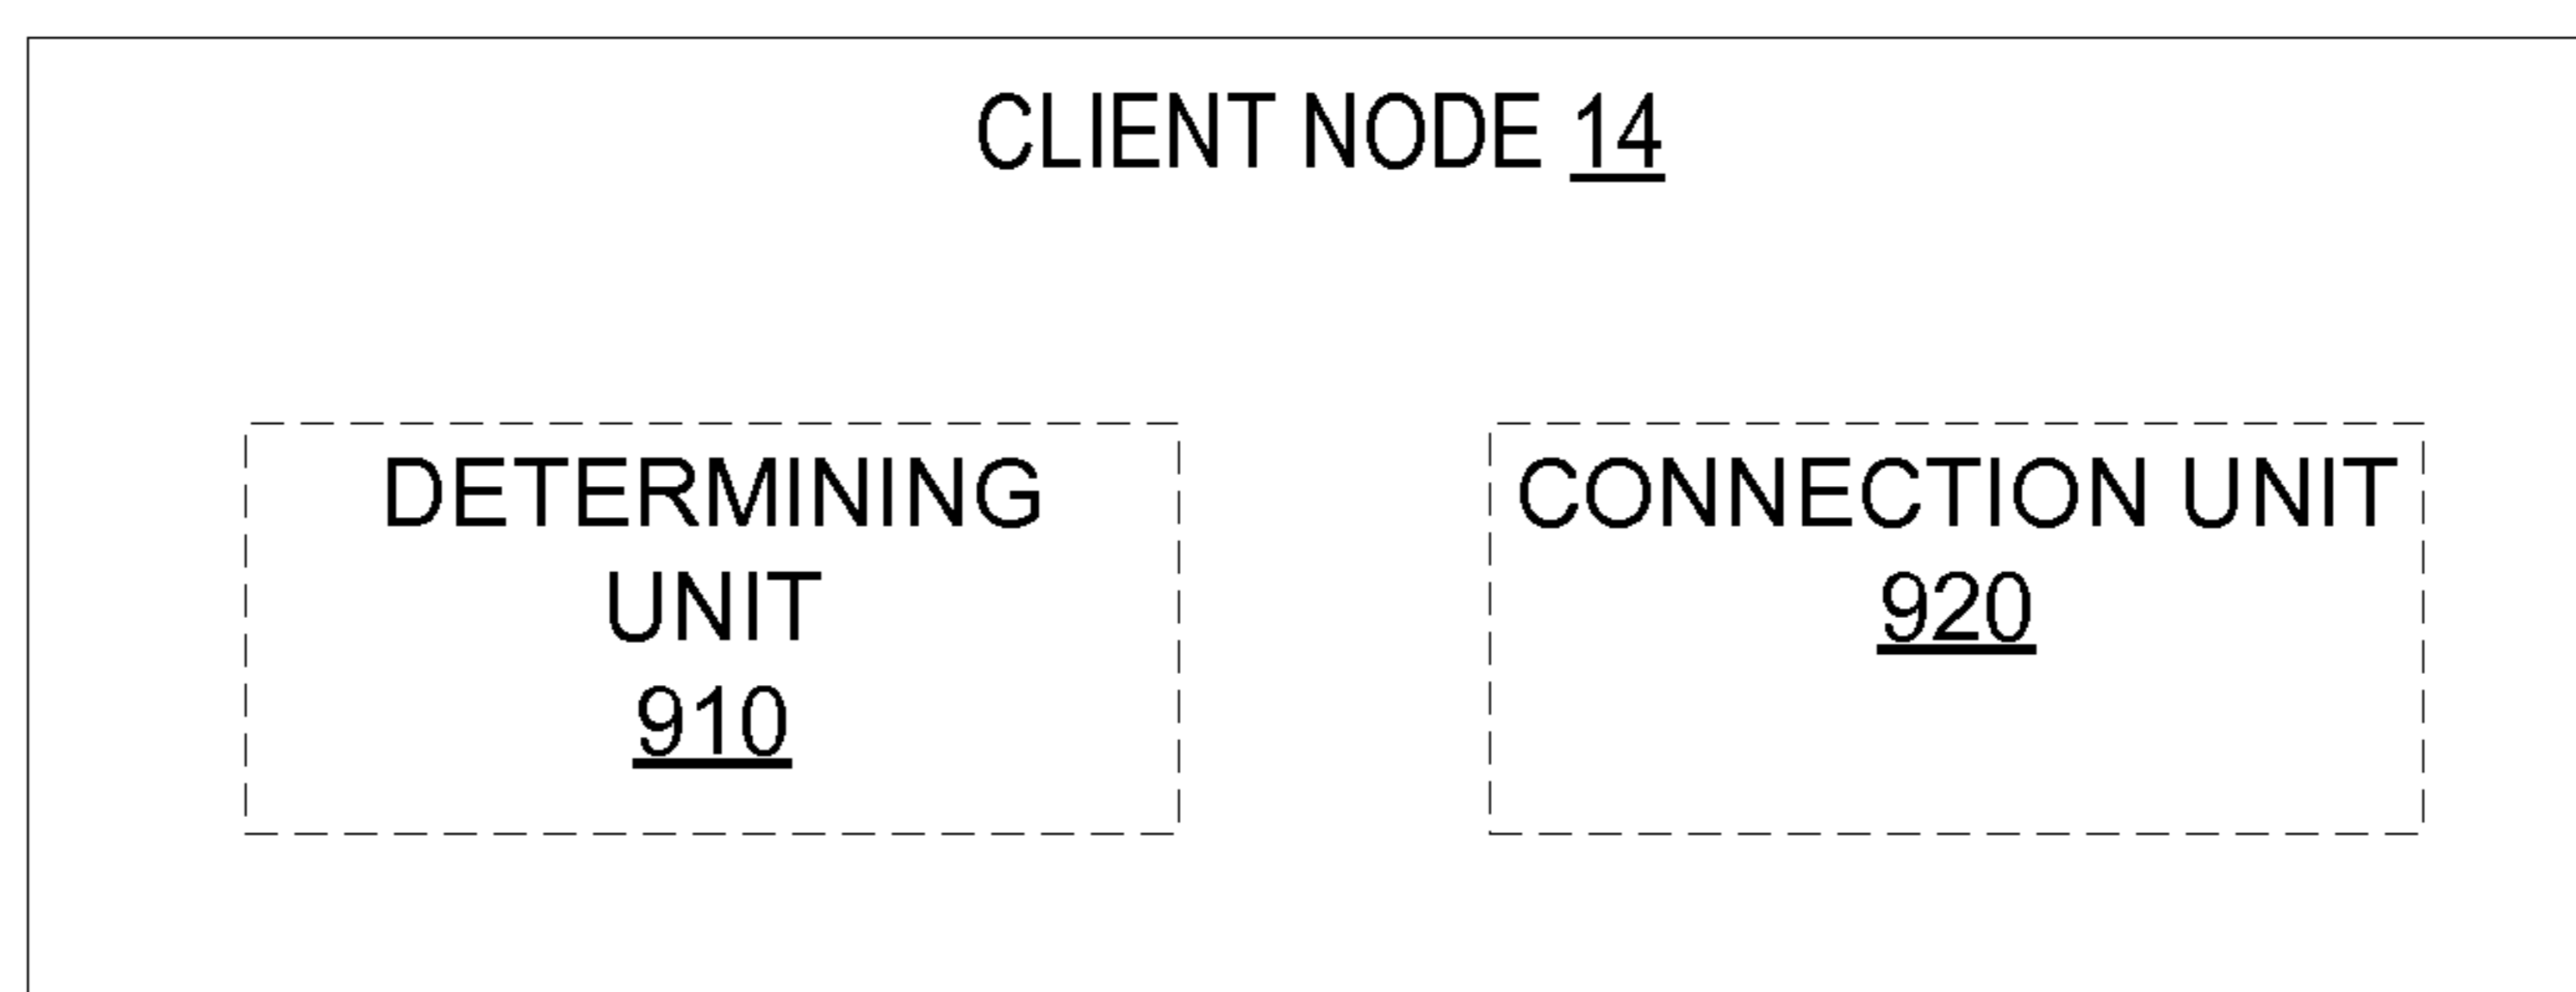 CLIENT NODE 14
DETERMINING
UNIT
910
CONNECTION UNIT
920